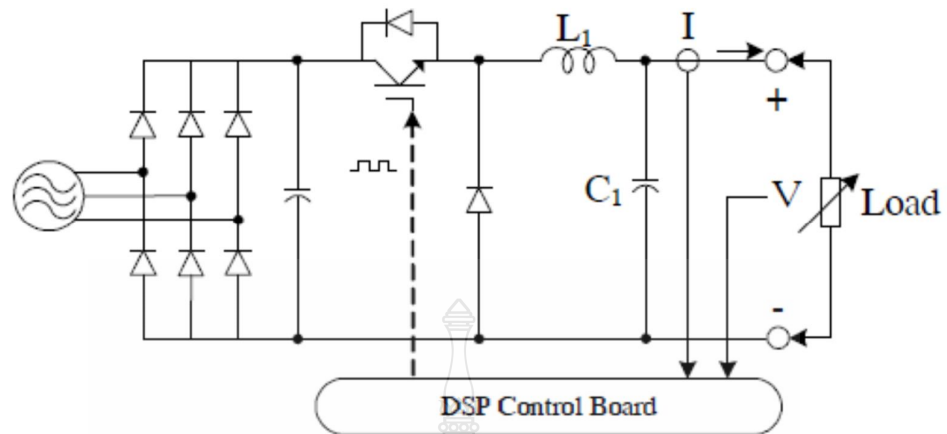 L₁
I
+
C₁
V
Load
-
DSP Control Board